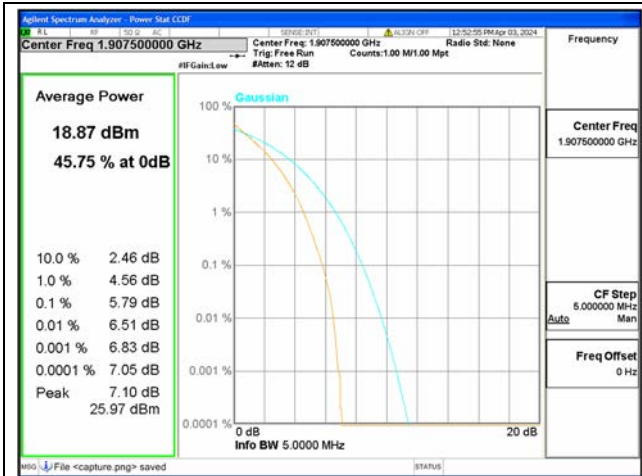 Agilent Spectrum Analyzer - Power Stat CCDF
RL RF 50 Ω AC SENSE:INT ALIGN OFF 12:52:55 PM Apr 03, 2024
Center Freq 1.907500000 GHz
Center Freq: 1.907500000 GHz Radio Std: None
Trig: Free Run Counts:1.00 M/1.00 Mpt
#IFGain:Low #Atten: 12 dB
Frequency
Average Power
18.87 dBm
45.75 % at 0dB
10.0 % 2.46 dB
1.0 % 4.56 dB
0.1 % 5.79 dB
0.01 % 6.51 dB
0.001 % 6.83 dB
0.0001 % 7.05 dB
Peak 7.10 dB
25.97 dBm
Gaussian
100 %
10 %
1 %
0.1 %
0.01 %
0.001 %
0.0001 %
0 dB 20 dB
Info BW 5.0000 MHz
Center Freq
1.907500000 GHz
CF Step
5.000000 MHz
Auto Man
Freq Offset
0 Hz
MSG File <capture.png> saved STATUS